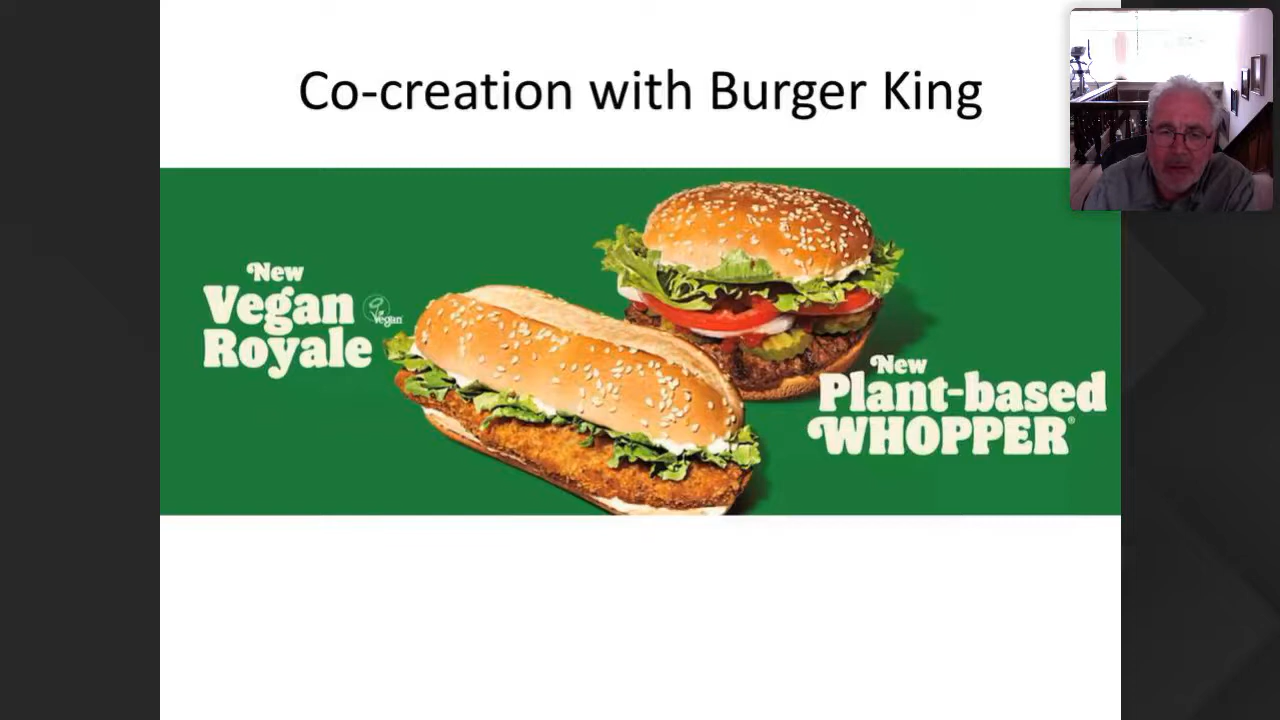 Co-creation with Burger King
New
Vegan
Royale
Vegan
New
Plant-based
WHOPPER®